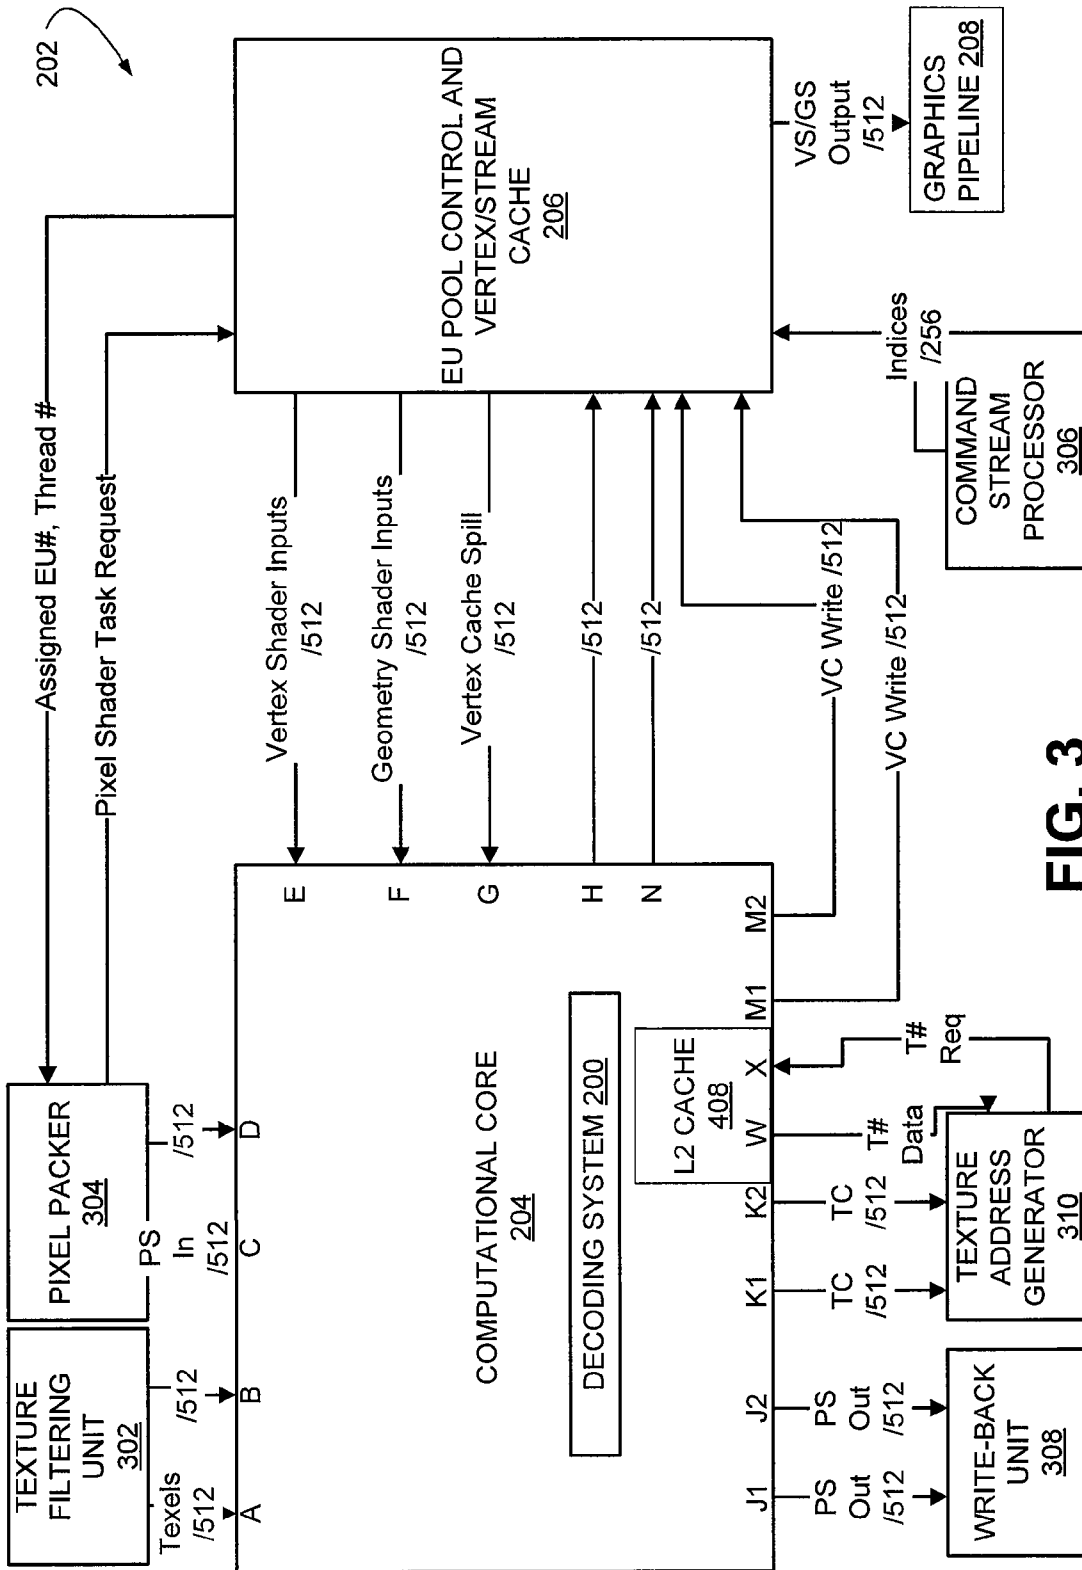 202
TEXTURE
FILTERING
UNIT
302
PIXEL PACKER
304
Assigned EU#, Thread #
Pixel Shader Task Request
Texels
/512
/512
PS
In
/512
/512
A
B
C
D
COMPUTATIONAL CORE
204
DECODING SYSTEM 200
L2 CACHE
408
E
F
G
H
N
Vertex Shader Inputs
/512
Geometry Shader Inputs
/512
Vertex Cache Spill
/512
/512
/512
EU POOL CONTROL AND
VERTEX/STREAM
CACHE
206
J1
J2
K1
K2
W
X
M1
M2
PS
Out
/512
PS
Out
/512
TC
/512
TC
/512
T#
Data
T#
Req
VC Write /512
VC Write /512
Indices
/256
VS/GS
Output
/512
WRITE-BACK
UNIT
308
TEXTURE
ADDRESS
GENERATOR
310
COMMAND
STREAM
PROCESSOR
306
GRAPHICS
PIPELINE 208
FIG. 3